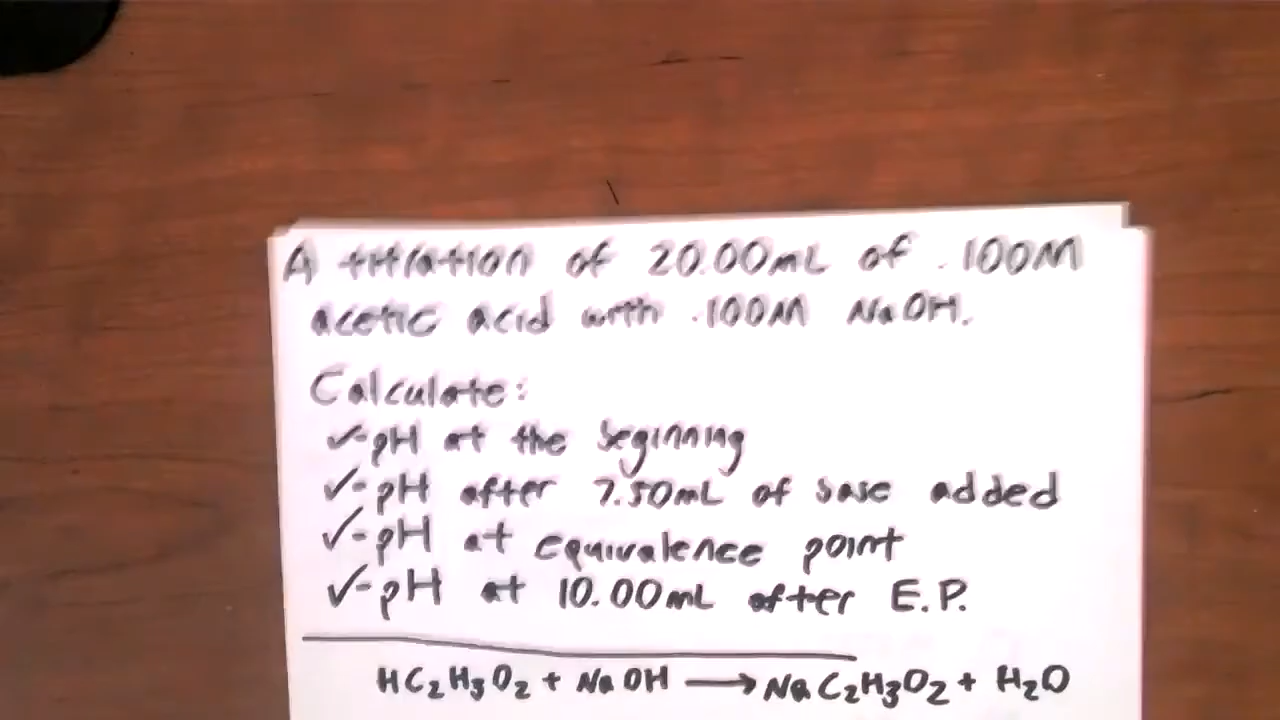 A titration of 20.00mL of .100M
acetic acid with .100M NaOH.
Calculate:
✓-pH at the beginning
✓-pH after 7.50mL of base added
✓-pH at equivalence point
✓-pH at 10.00mL after E.P.
HC₂H₃O₂ + NaOH ⟶ NaC₂H₃O₂ + H₂O